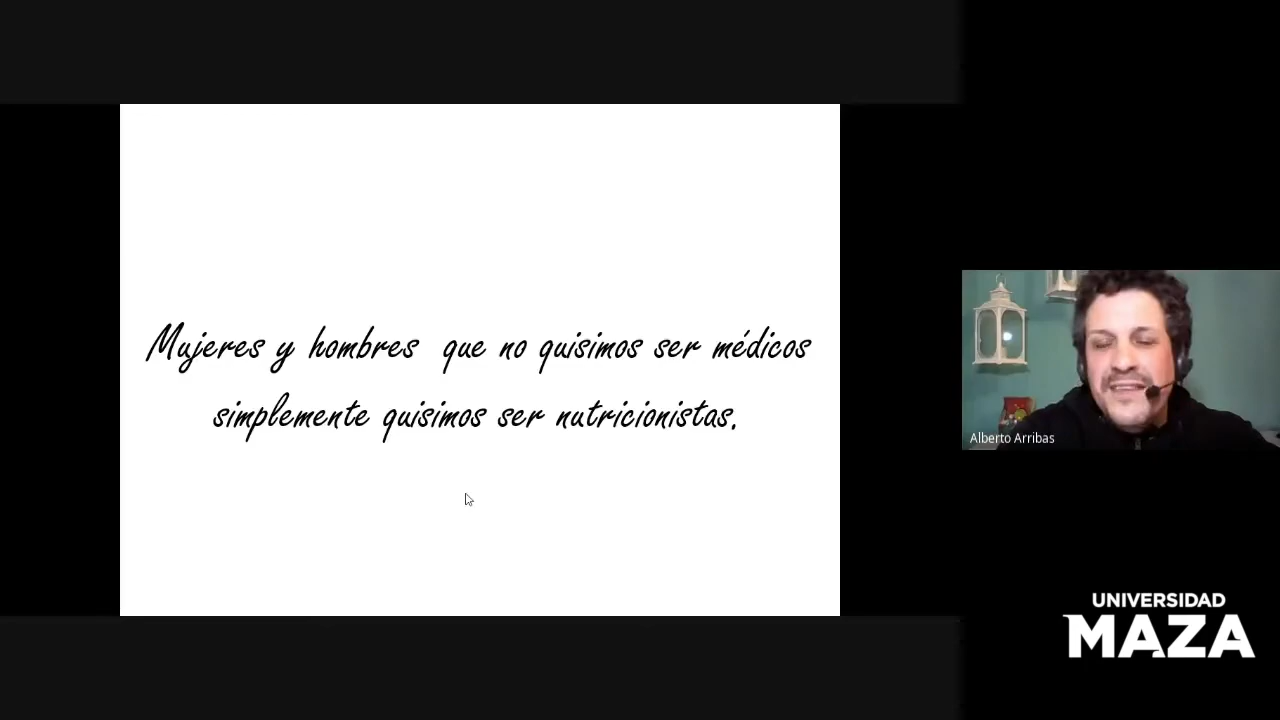 Mujeres y hombres  que no quisimos ser médicos
simplemente quisimos ser nutricionistas.
Alberto Arribas
UNIVERSIDAD
MAZA